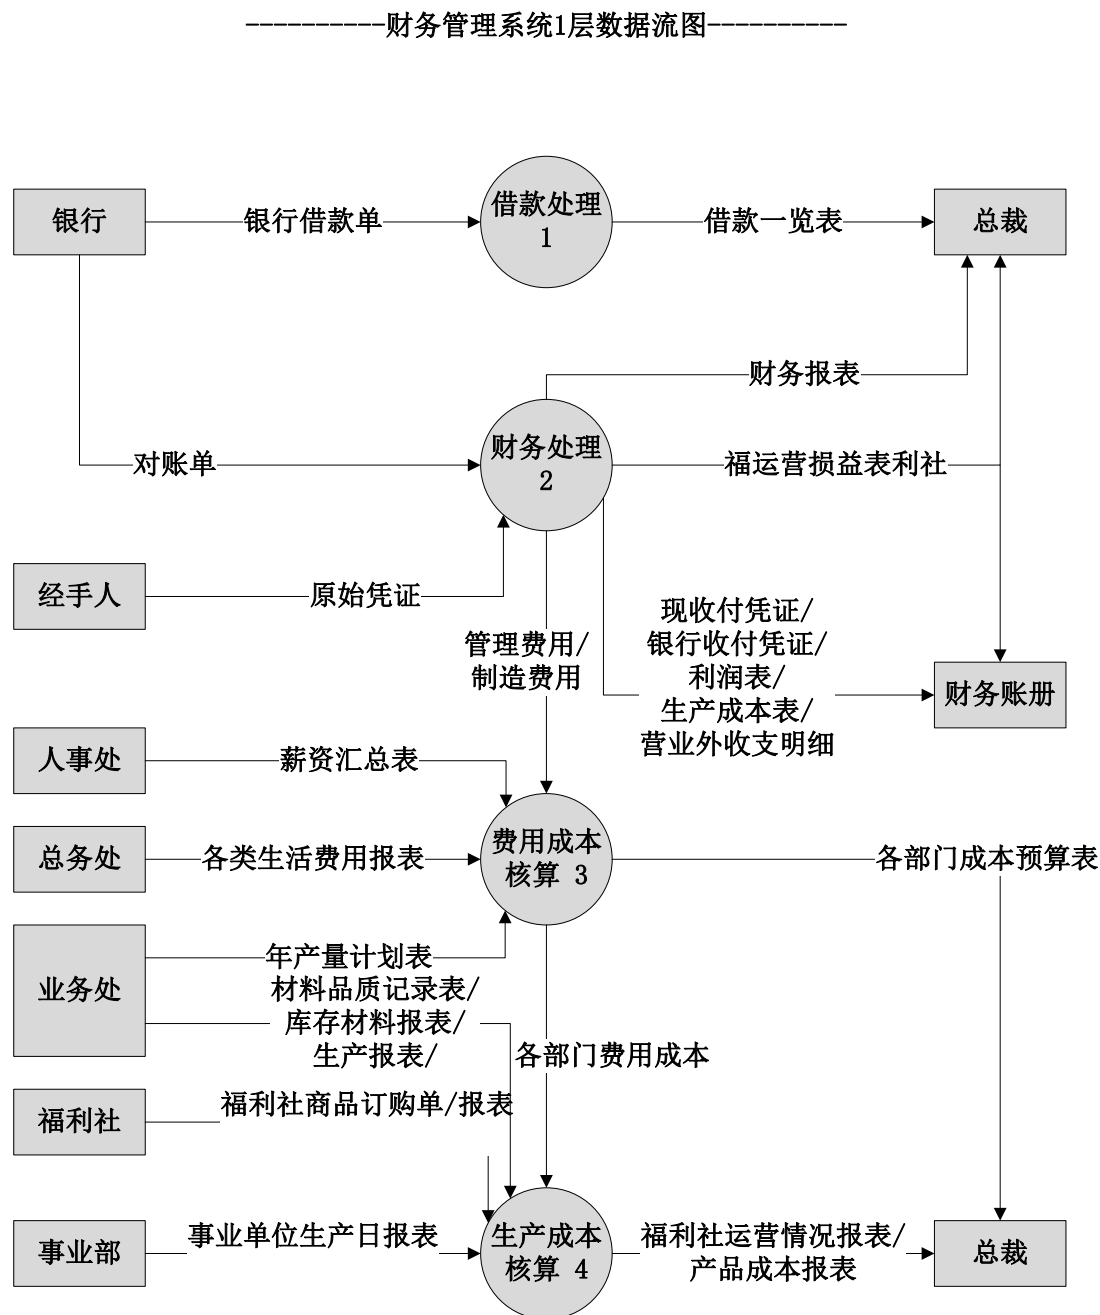 ----------财务管理系统1层数据流图----------
银行
银行借款单
借款处理
1
借款一览表
总裁
财务报表
对账单
财务处理
2
福运营损益表利社
经手人
原始凭证
管理费用/
制造费用
现收付凭证/
银行收付凭证/
利润表/
生产成本表/
营业外收支明细
财务账册
人事处
薪资汇总表
总务处
各类生活费用报表
费用成本
核算 3
各部门成本预算表
业务处
年产量计划表
材料品质记录表/
库存材料报表/
生产报表/
各部门费用成本
福利社
福利社商品订购单/报表
事业部
事业单位生产日报表
生产成本
核算 4
福利社运营情况报表/
产品成本报表
总裁